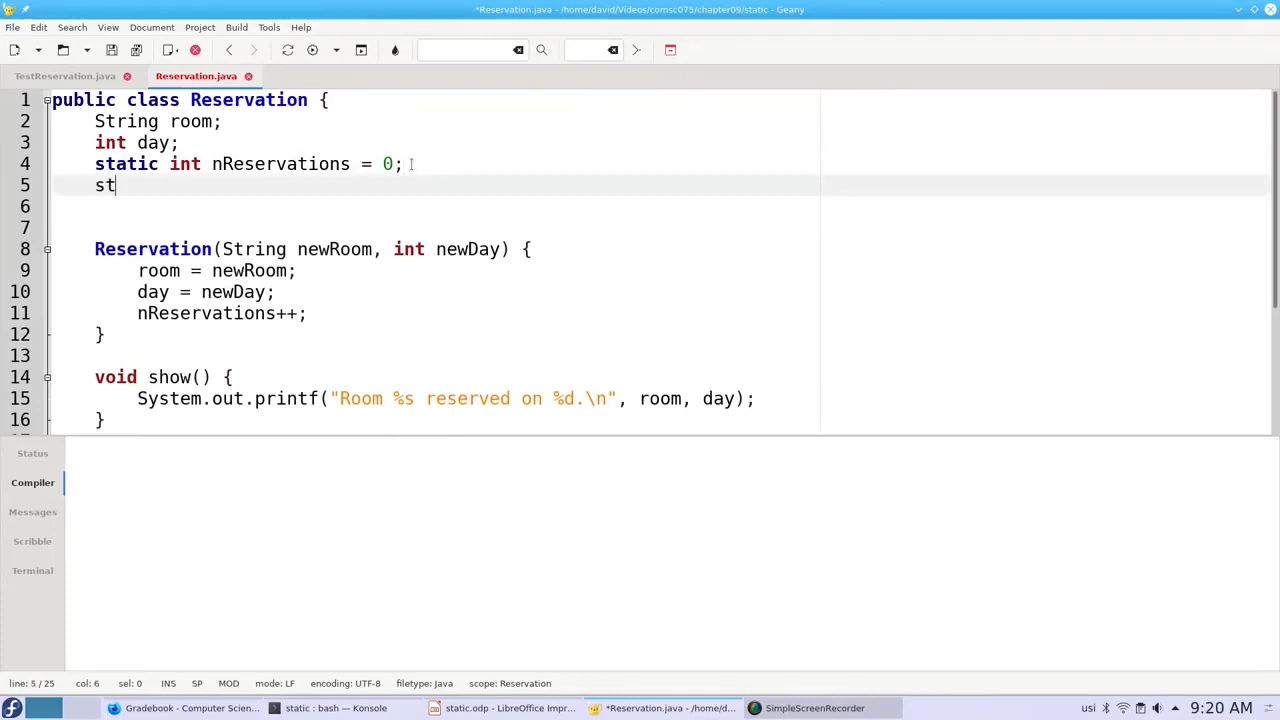 *Reservation.java - /home/david/Videos/comsc075/chapter09/static - Geany
File Edit Search View Document Project Build Tools Help
TestReservation.java Reservation.java
1 public class Reservation {
2 String room;
3 int day;
4 static int nReservations = 0;
5 st
6
7
8 Reservation(String newRoom, int newDay) {
9 room = newRoom;
10 day = newDay;
11 nReservations++;
12 }
13
14 void show() {
15 System.out.printf("Room %s reserved on %d.\n", room, day);
16 }
Status
Compiler
Messages
Scribble
Terminal
line: 5 / 25 col: 6 sel: 0 INS SP MOD mode: LF encoding: UTF-8 filetype: Java scope: Reservation
Gradebook - Computer Scien... static : bash — Konsole static.odp - LibreOffice Impr... *Reservation.java - /home/d... SimpleScreenRecorder usi 9:20 AM